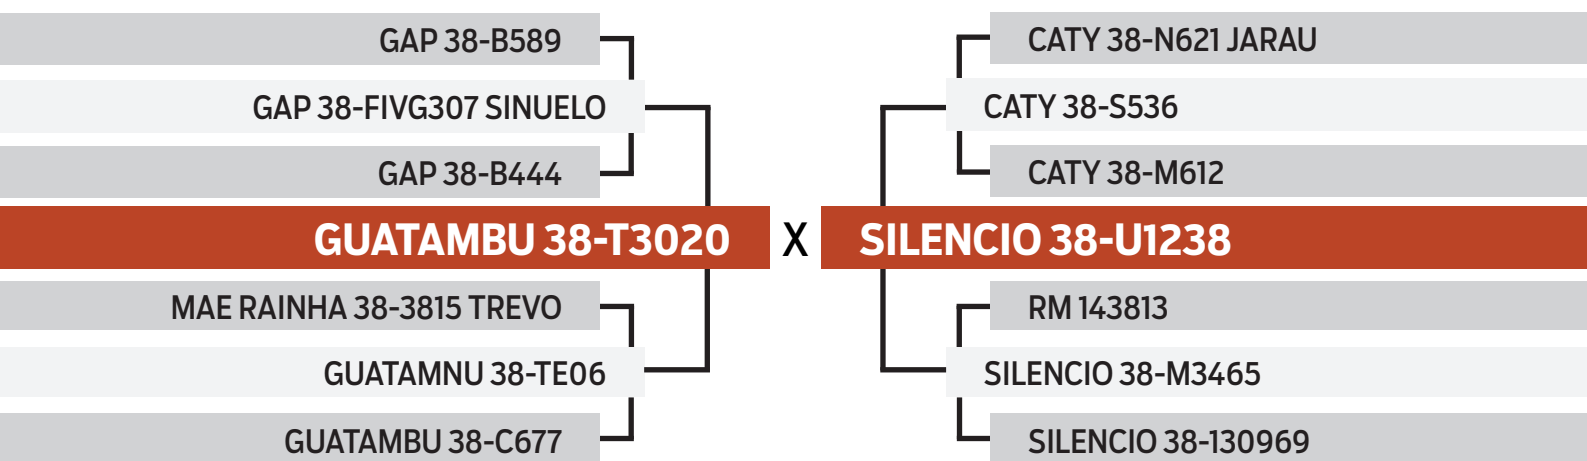 GAP 38-B589
CATY 38-N621 JARAU
GAP 38-FIVG307 SINUELO
CATY 38-S536
GAP 38-B444
CATY 38-M612
GUATAMBU 38-T3020 X SILENCIO 38-U1238
MAE RAINHA 38-3815 TREVO
RM 143813
GUATAMNU 38-TE06
SILENCIO 38-M3465
GUATAMBU 38-C677
SILENCIO 38-130969